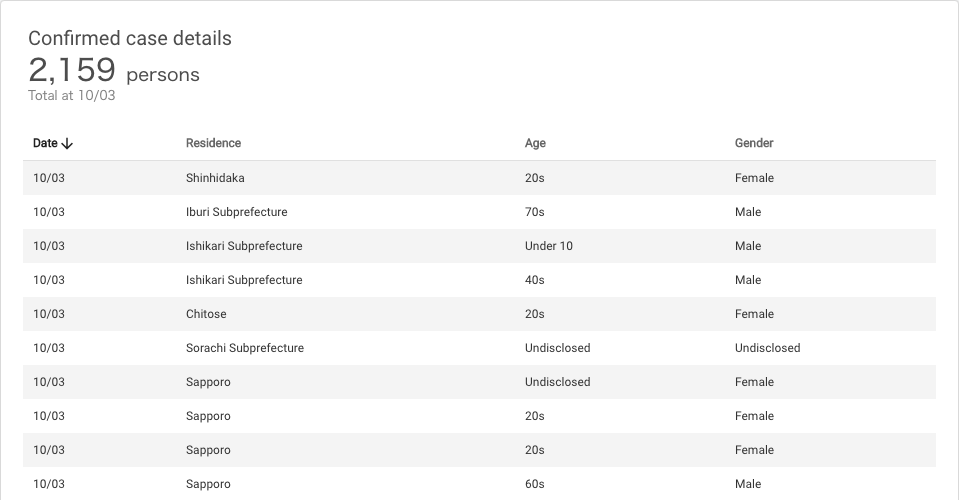 Confirmed case details
2,159 persons
Total at 10/03
Date Residence Age Gender
10/03 Shinhidaka 20s Female
10/03 Iburi Subprefecture 70s Male
10/03 Ishikari Subprefecture Under 10 Male
10/03 Ishikari Subprefecture 40s Male
10/03 Chitose 20s Female
10/03 Sorachi Subprefecture Undisclosed Undisclosed
10/03 Sapporo Undisclosed Female
10/03 Sapporo 20s Female
10/03 Sapporo 20s Female
10/03 Sapporo 60s Male